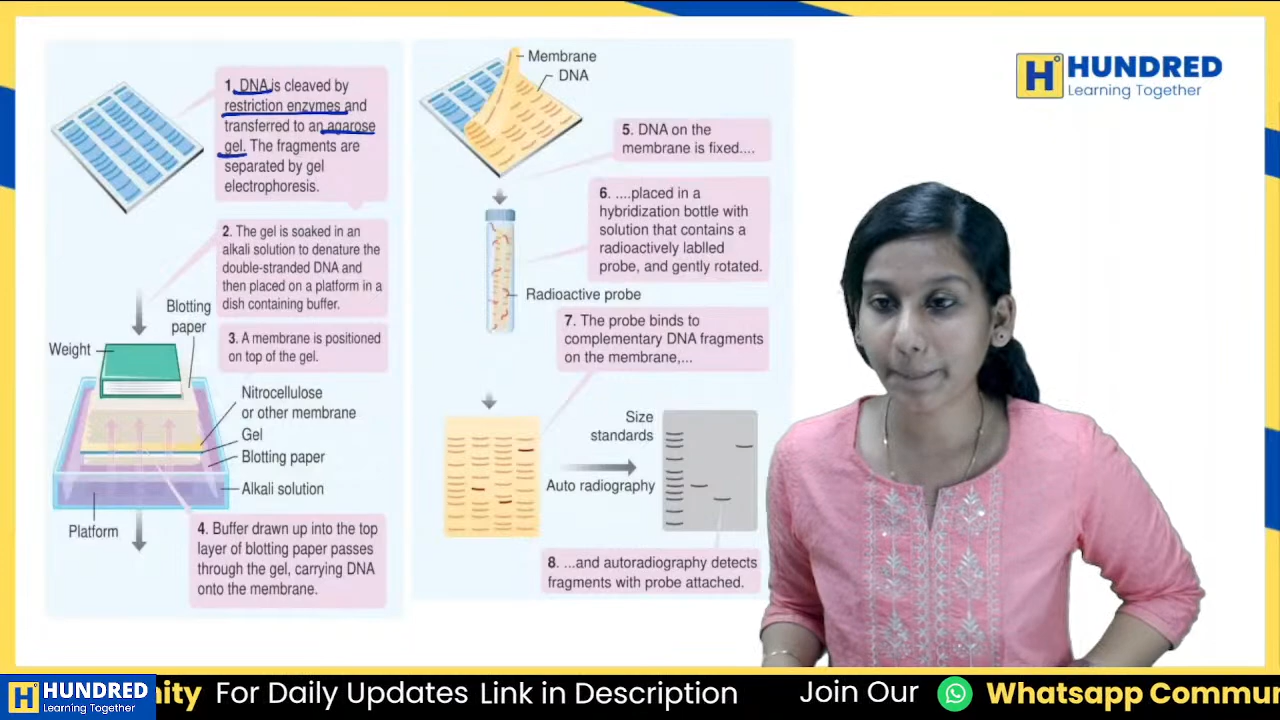 1. DNA is cleaved by
restriction enzymes and
transferred to an agarose
gel. The fragments are
separated by gel
electrophoresis.
2. The gel is soaked in an
alkali solution to denature the
double-stranded DNA and
then placed on a platform in a
dish containing buffer.
Blotting
paper
3. A membrane is positioned
on top of the gel.
Weight
Nitrocellulose
or other membrane
Gel
Blotting paper
Alkali solution
Platform
4. Buffer drawn up into the top
layer of blotting paper passes
through the gel, carrying DNA
onto the membrane.
Membrane
DNA
5. DNA on the
membrane is fixed....
6. ....placed in a
hybridization bottle with
solution that contains a
radioactively lablled
probe, and gently rotated.
Radioactive probe
7. The probe binds to
complementary DNA fragments
on the membrane,...
Size
standards
Auto radiography
8. ...and autoradiography detects
fragments with probe attached.
H HUNDRED
Learning Together
H HUNDRED
Learning Together
nity For Daily Updates Link in Description Join Our Whatsapp Commu